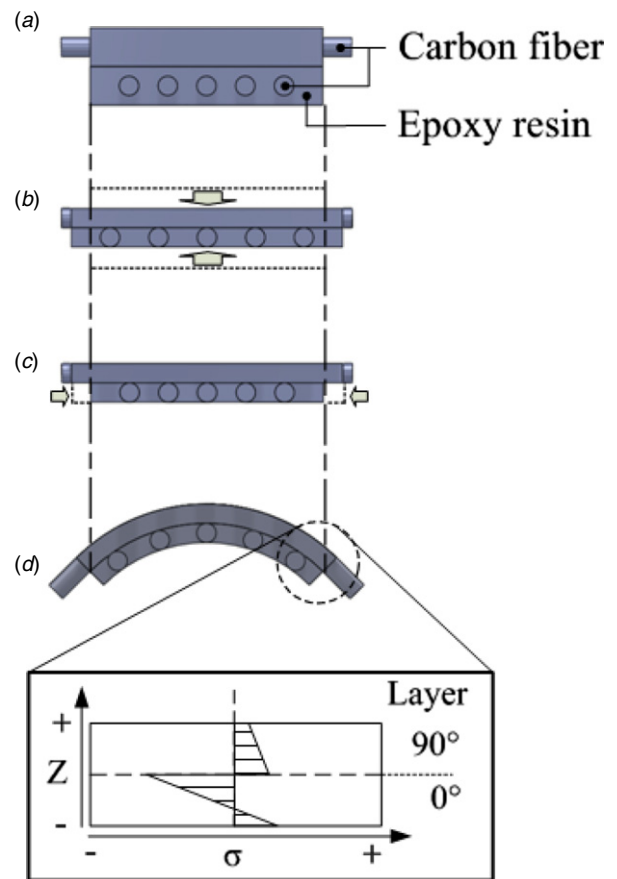 (a)
Carbon fiber
Epoxy resin
(b)
(c)
(d)
Layer
+
90°
Z
0°
-
- σ +